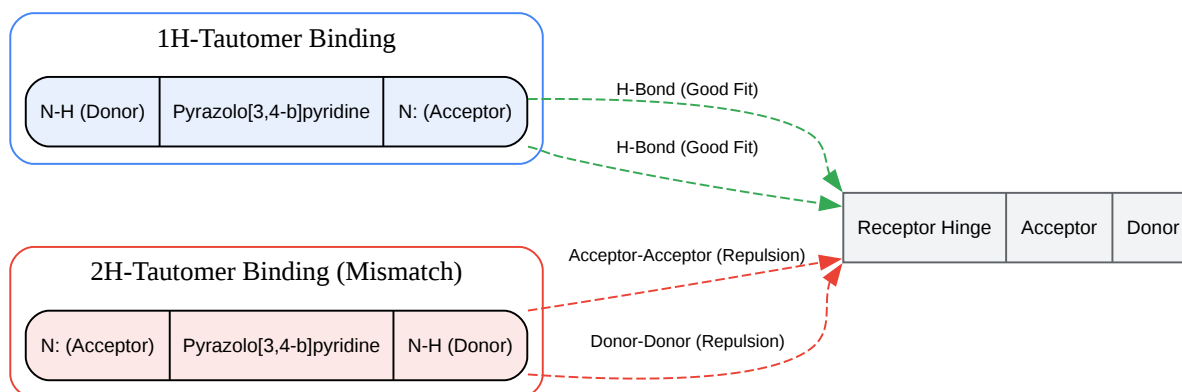 1H-Tautomer Binding
N-H (Donor)
Pyrazolo[3,4-b]pyridine
N: (Acceptor)
H-Bond (Good Fit)
H-Bond (Good Fit)
Receptor Hinge
Acceptor
Donor
2H-Tautomer Binding (Mismatch)
N: (Acceptor)
Pyrazolo[3,4-b]pyridine
N-H (Donor)
Acceptor-Acceptor (Repulsion)
Donor-Donor (Repulsion)